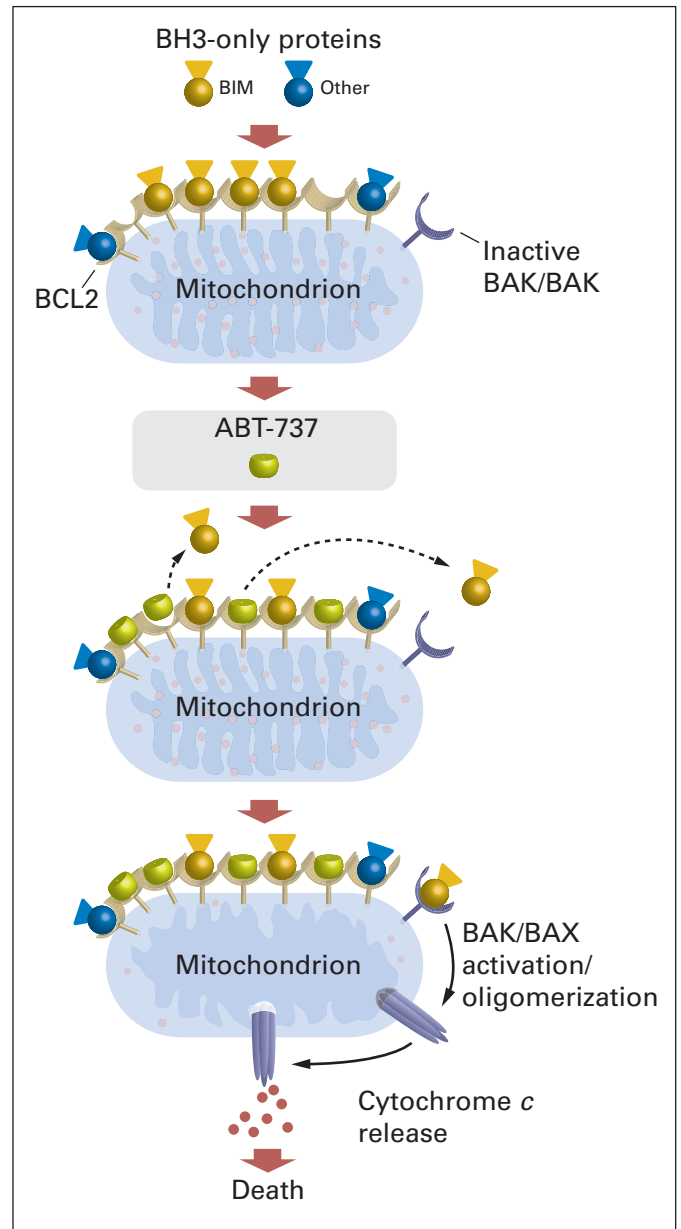 BH3-only proteins
BIM Other
Inactive
BAK/BAK
BCL2
Mitochondrion
ABT-737
Mitochondrion
Mitochondrion
BAK/BAX
activation/
oligomerization
Cytochrome c
release
Death